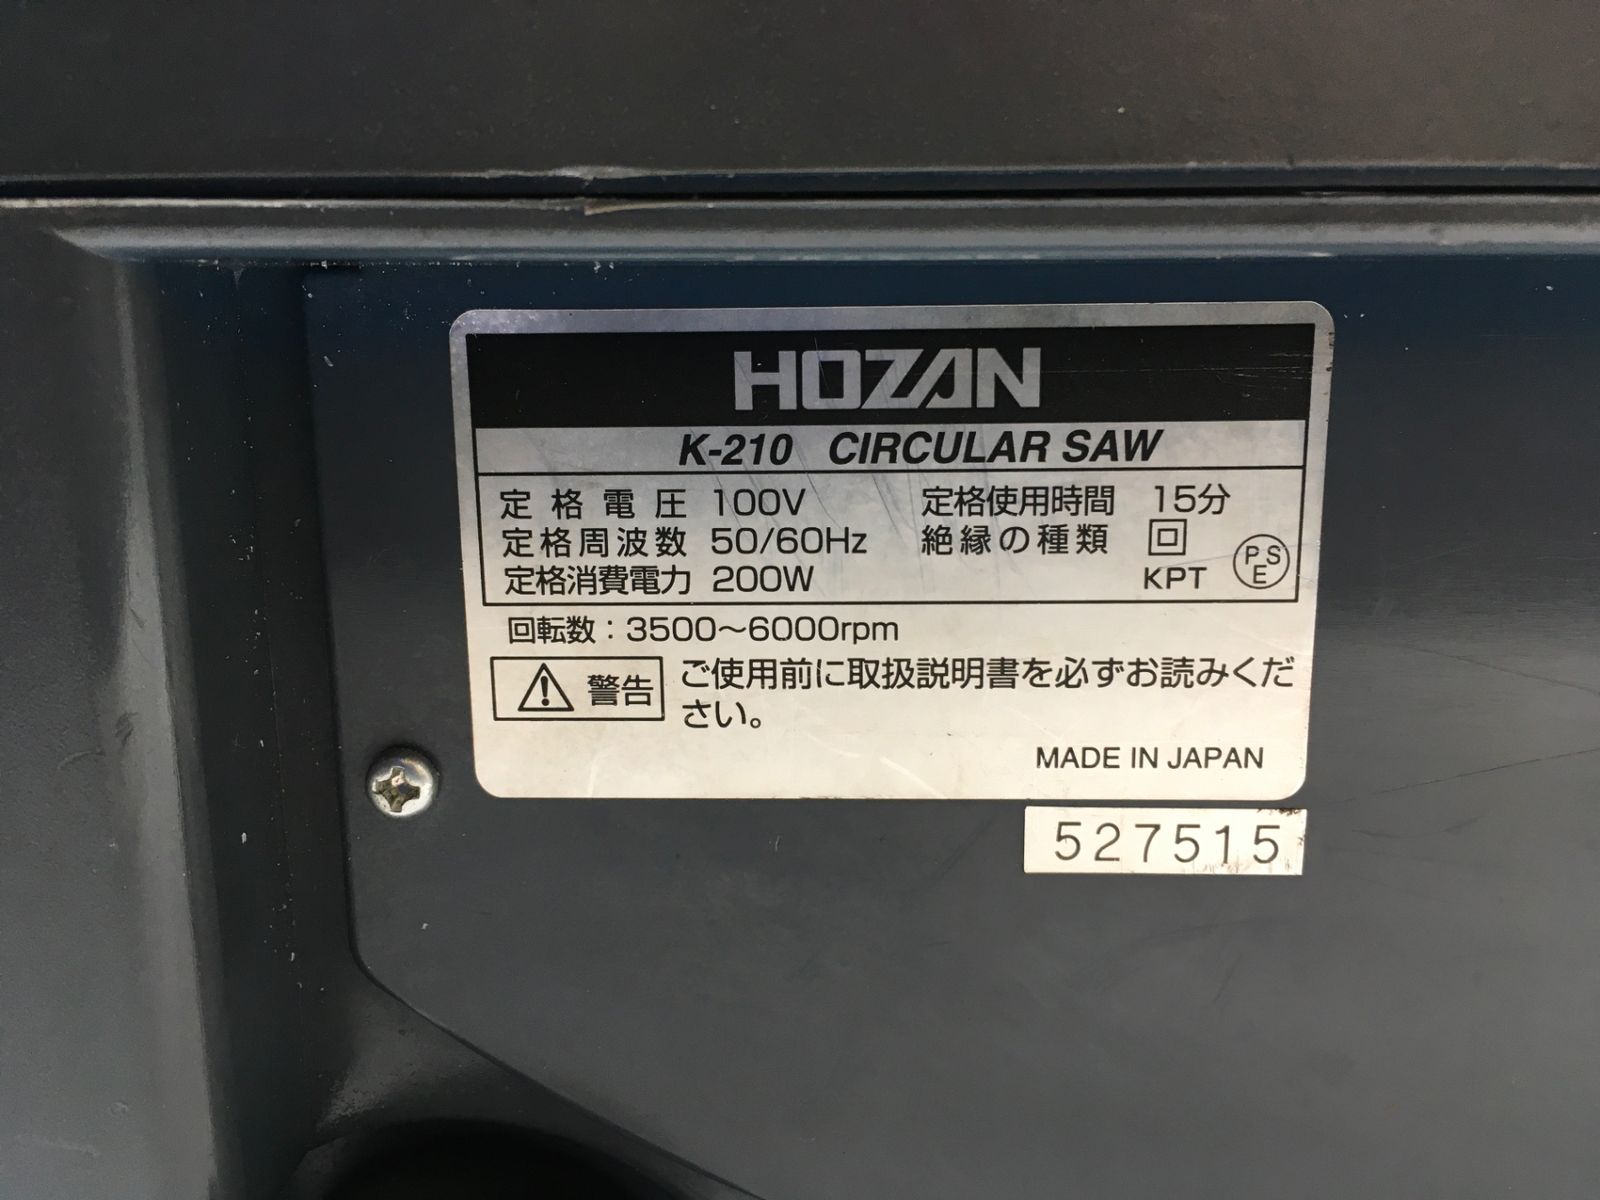 HOZAN
K-210 CIRCULAR SAW
定格電圧 100V 定格使用時間 15分
定格周波数 50/60Hz 絶縁の種類 回
定格消費電力 200W KPT PSE
回転数：3500～6000rpm
⚠ 警告 ご使用前に取扱説明書を必ずお読みくだ
さい。
MADE IN JAPAN
527515